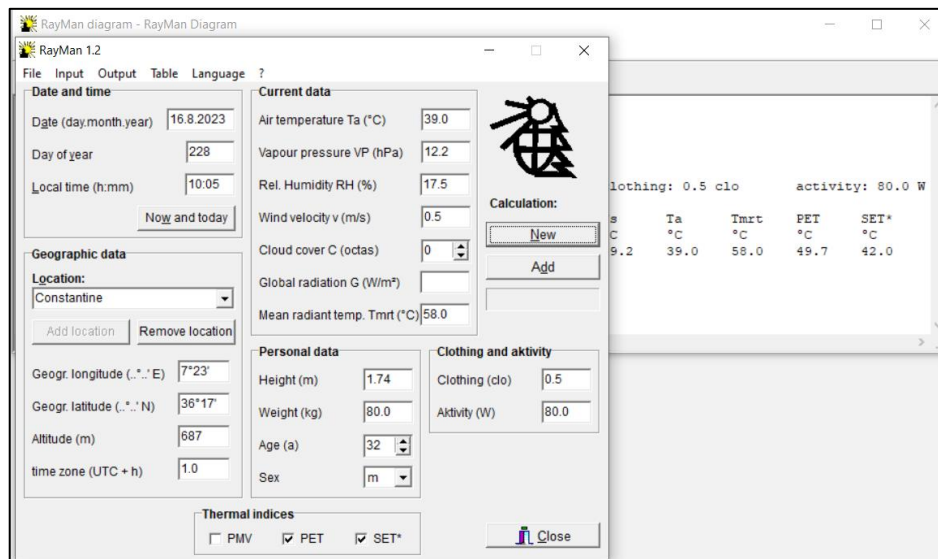 RayMan diagram - RayMan Diagram
RayMan 1.2
File Input Output Table Language ?
Date and time
Date (day.month.year) 16.8.2023
Day of year 228
Local time (h:mm) 10:05
Now and today
Geographic data
Location:
Constantine
Add location Remove location
Geogr. longitude (..°..' E) 7°23'
Geogr. latitude (..°..' N) 36°17'
Altitude (m) 687
time zone (UTC + h) 1.0
Current data
Air temperature Ta (°C) 39.0
Vapour pressure VP (hPa) 12.2
Rel. Humidity RH (%) 17.5
Wind velocity v (m/s) 0.5
Cloud cover C (octas) 0
Global radiation G (W/m²)
Mean radiant temp. Tmrt (°C) 58.0
Calculation:
New
Add
Personal data
Height (m) 1.74
Weight (kg) 80.0
Age (a) 32
Sex m
Clothing and aktivity
Clothing (clo) 0.5
Aktivity (W) 80.0
Thermal indices
PMV PET SET*
Close
lothing: 0.5 clo activity: 80.0 W
s Ta Tmrt PET SET*
C °C °C °C °C
9.2 39.0 58.0 49.7 42.0